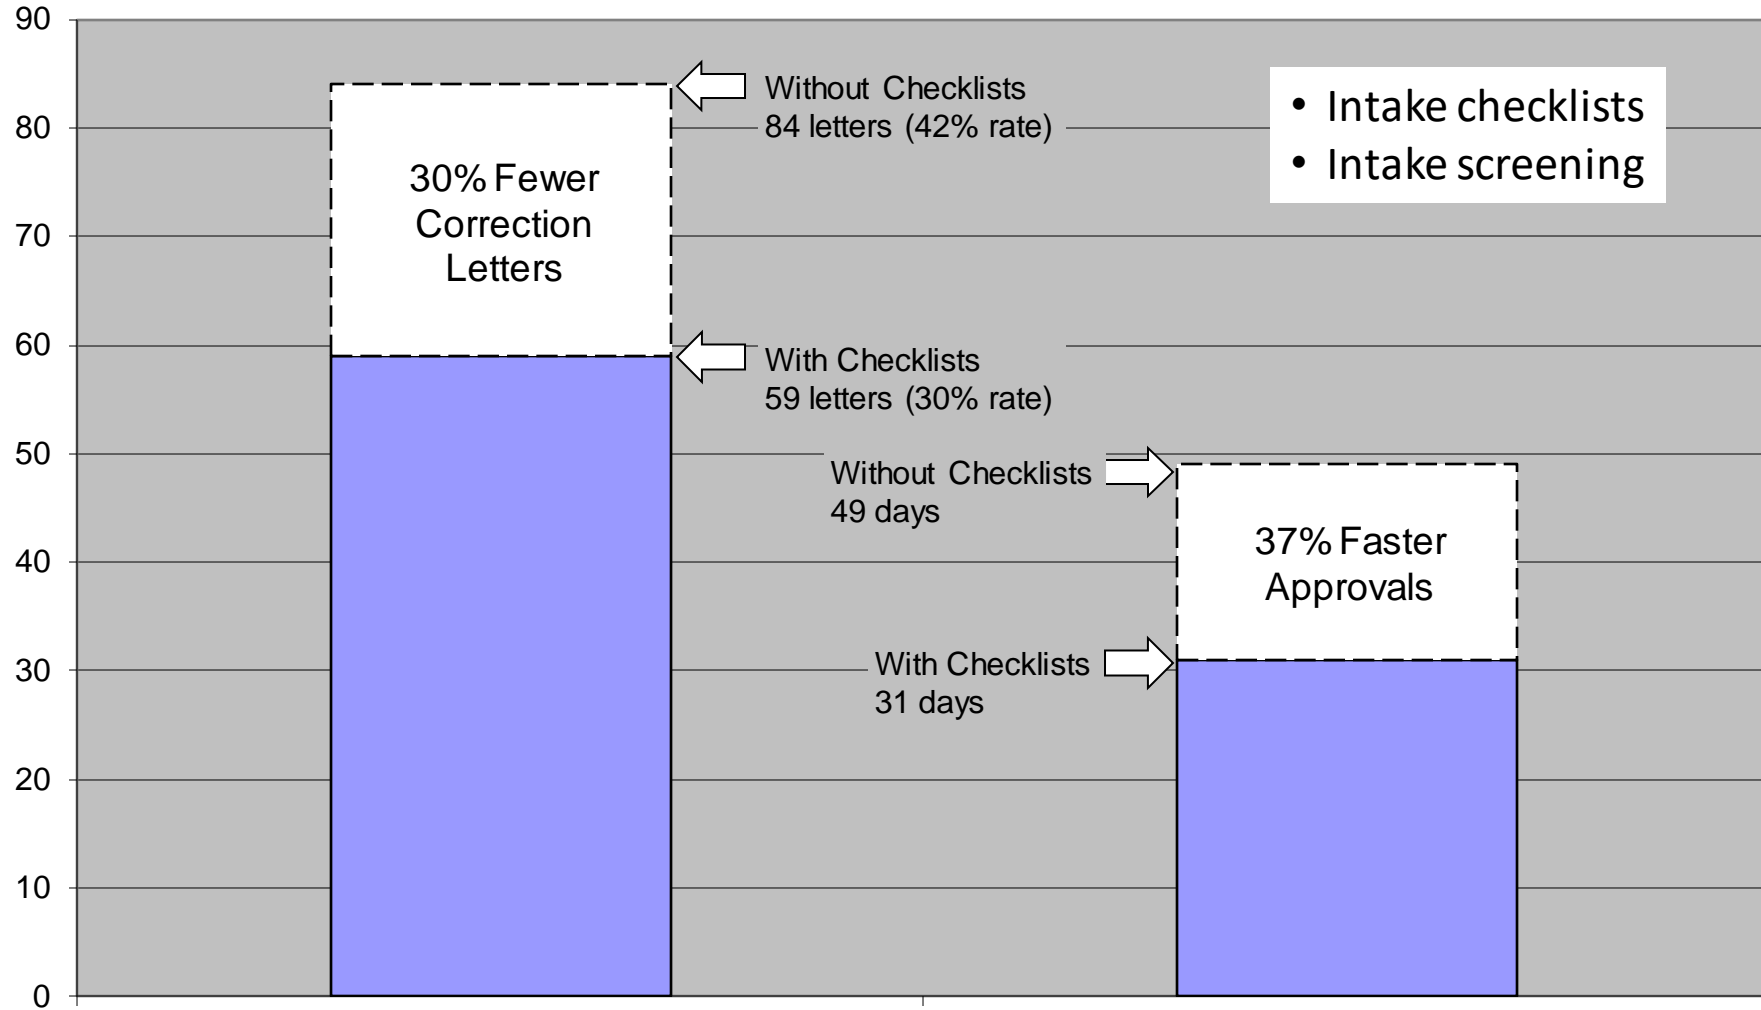 90
80
70
60
50
40
30
20
10
0
30% Fewer
Correction
Letters
Without Checklists
84 letters (42% rate)
With Checklists
59 letters (30% rate)
• Intake checklists
• Intake screening
Without Checklists
49 days
37% Faster
Approvals
With Checklists
31 days